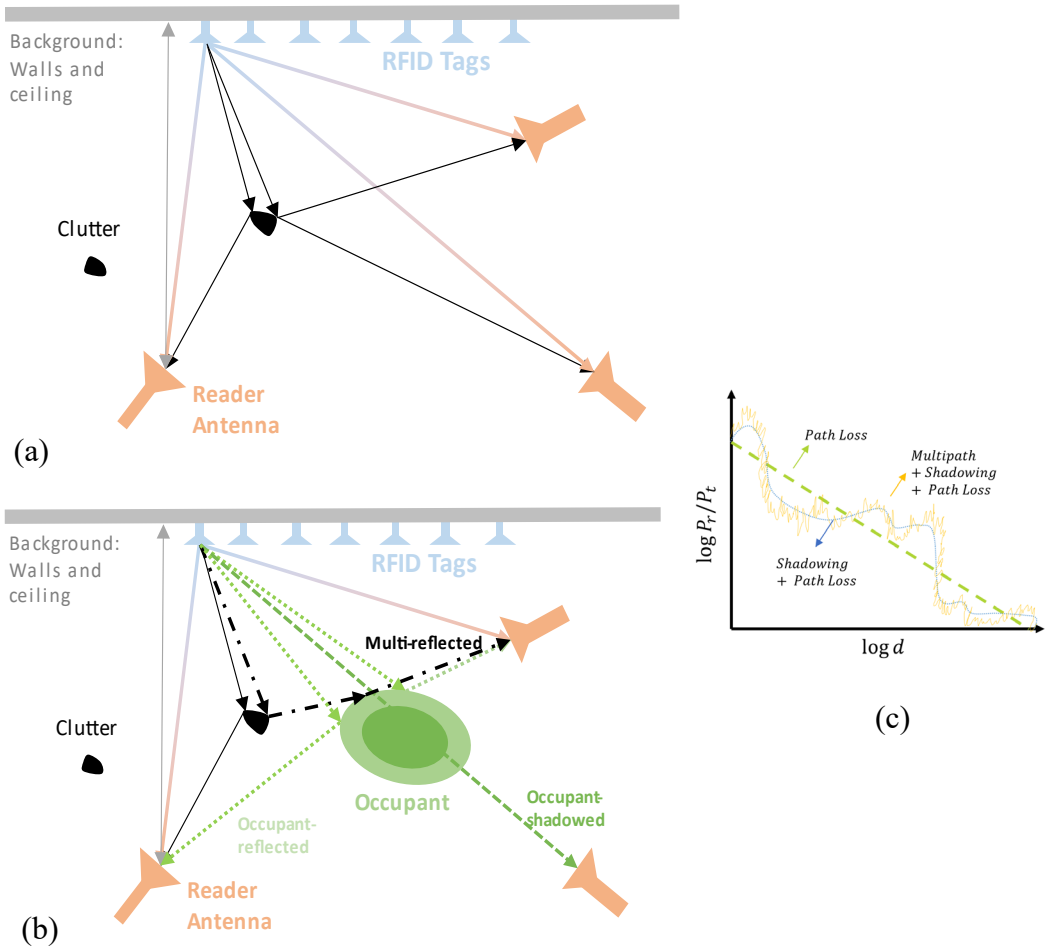 Background:
Walls and
ceiling
RFID Tags
Clutter
Reader
Antenna
(a)
Background:
Walls and
ceiling
RFID Tags
Multi-reflected
Clutter
Occupant
Occupant-
reflected
Occupant-
shadowed
Reader
Antenna
(b)
log P_r/P_t
Path Loss
Multipath
+ Shadowing
+ Path Loss
Shadowing
+ Path Loss
log d
(c)